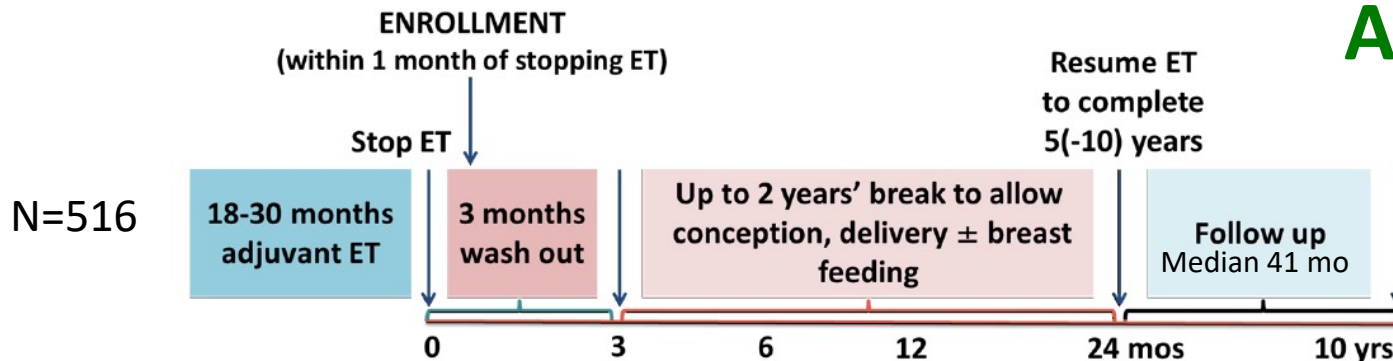 ENROLLMENT
(within 1 month of stopping ET)
A
Resume ET
to complete
5(-10) years
Stop ET
N=516
18-30 months
adjuvant ET
3 months
wash out
Up to 2 years’ break to allow
conception, delivery ± breast
feeding
Follow up
Median 41 mo
0 3 6 12 24 mos 10 yrs